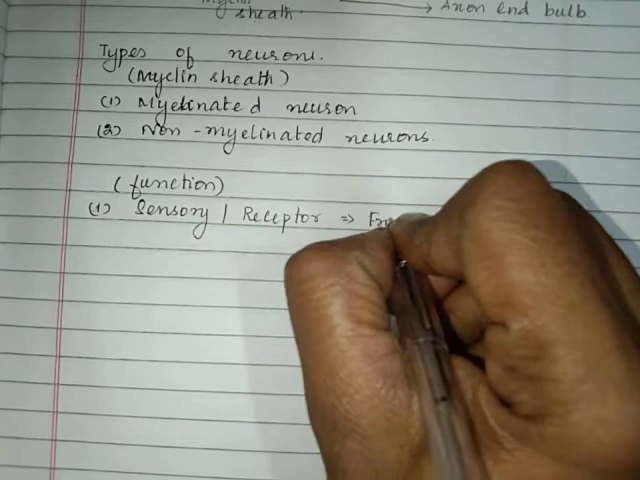 sheath.
Axon end bulb.
Types of neurons.
(Myelin sheath)
(1) Myelinated neuron
(2) Non-myelinated neurons.
(function)
(1) Sensory / Receptor ⇒